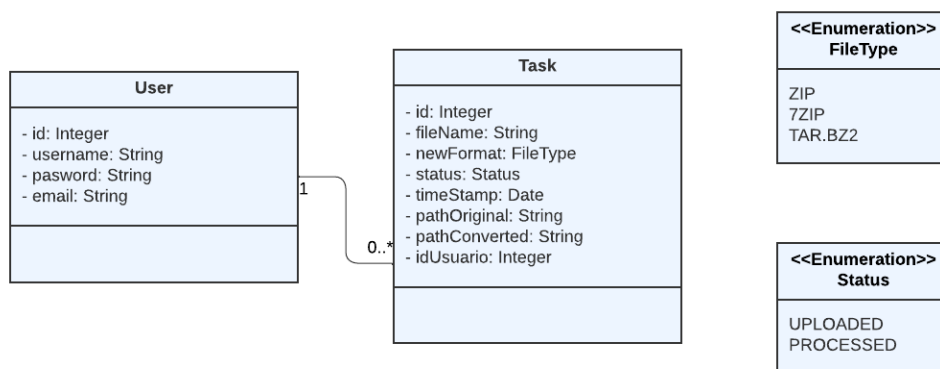 User
- id: Integer
- username: String
- pasword: String
- email: String
1
0..*
Task
- id: Integer
- fileName: String
- newFormat: FileType
- status: Status
- timeStamp: Date
- pathOriginal: String
- pathConverted: String
- idUsuario: Integer
<<Enumeration>>
FileType
ZIP
7ZIP
TAR.BZ2
<<Enumeration>>
Status
UPLOADED
PROCESSED